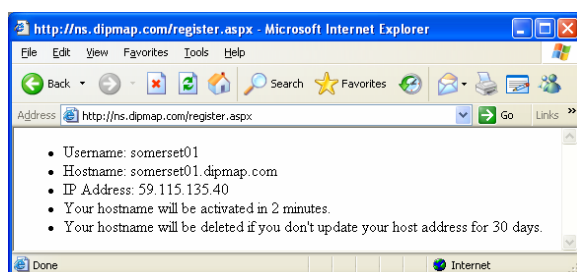 http://ns.dipmap.com/register.aspx - Microsoft Internet Explorer
File Edit View Favorites Tools Help
Back Search Favorites
Address http://ns.dipmap.com/register.aspx Go Links »
• Username: somerset01
• Hostname: somerset01.dipmap.com
• IP Address: 59.115.135.40
• Your hostname will be activated in 2 minutes.
• Your hostname will be deleted if you don't update your host address for 30 days.
Done Internet